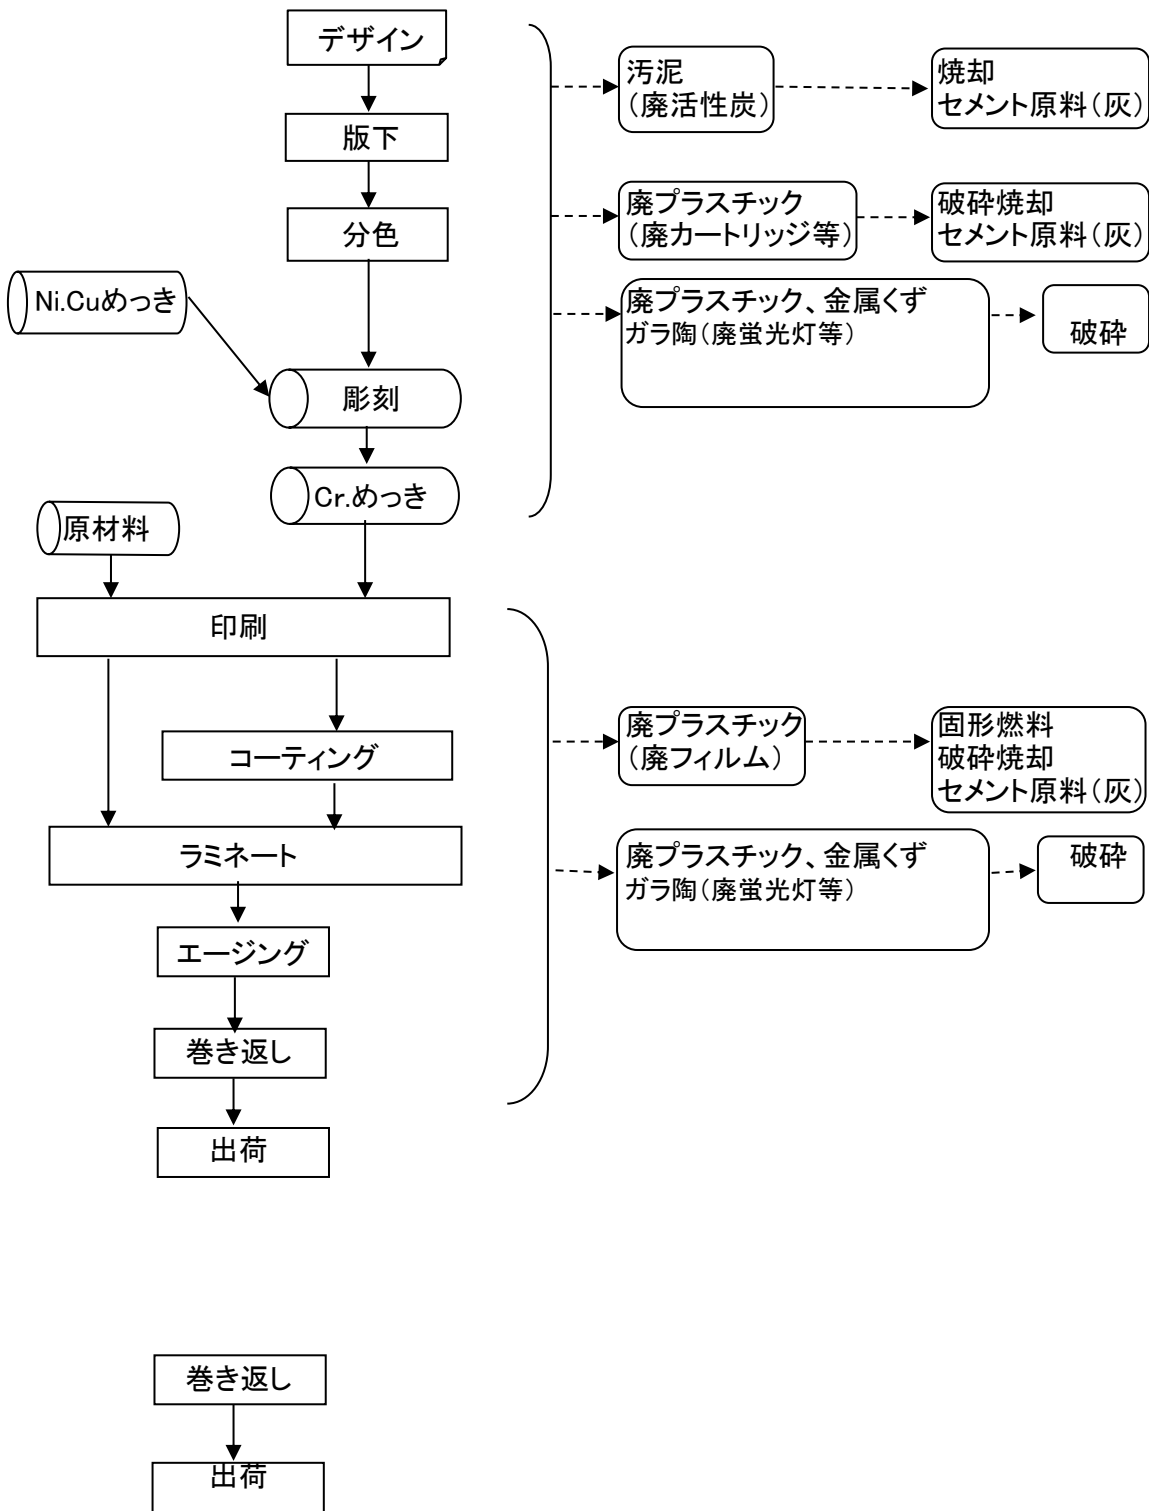 デザイン
汚泥
(廃活性炭)
焼却
セメント原料(灰)
版下
廃プラスチック
(廃カートリッジ等)
破砕焼却
セメント原料(灰)
分色
Ni.Cuめっき
廃プラスチック、金属くず
ガラ陶(廃蛍光灯等)
破砕
彫刻
Cr.めっき
原材料
印刷
廃プラスチック
(廃フィルム)
固形燃料
破砕焼却
セメント原料(灰)
コーティング
ラミネート
廃プラスチック、金属くず
ガラ陶(廃蛍光灯等)
破砕
エージング
巻き返し
出荷
巻き返し
出荷